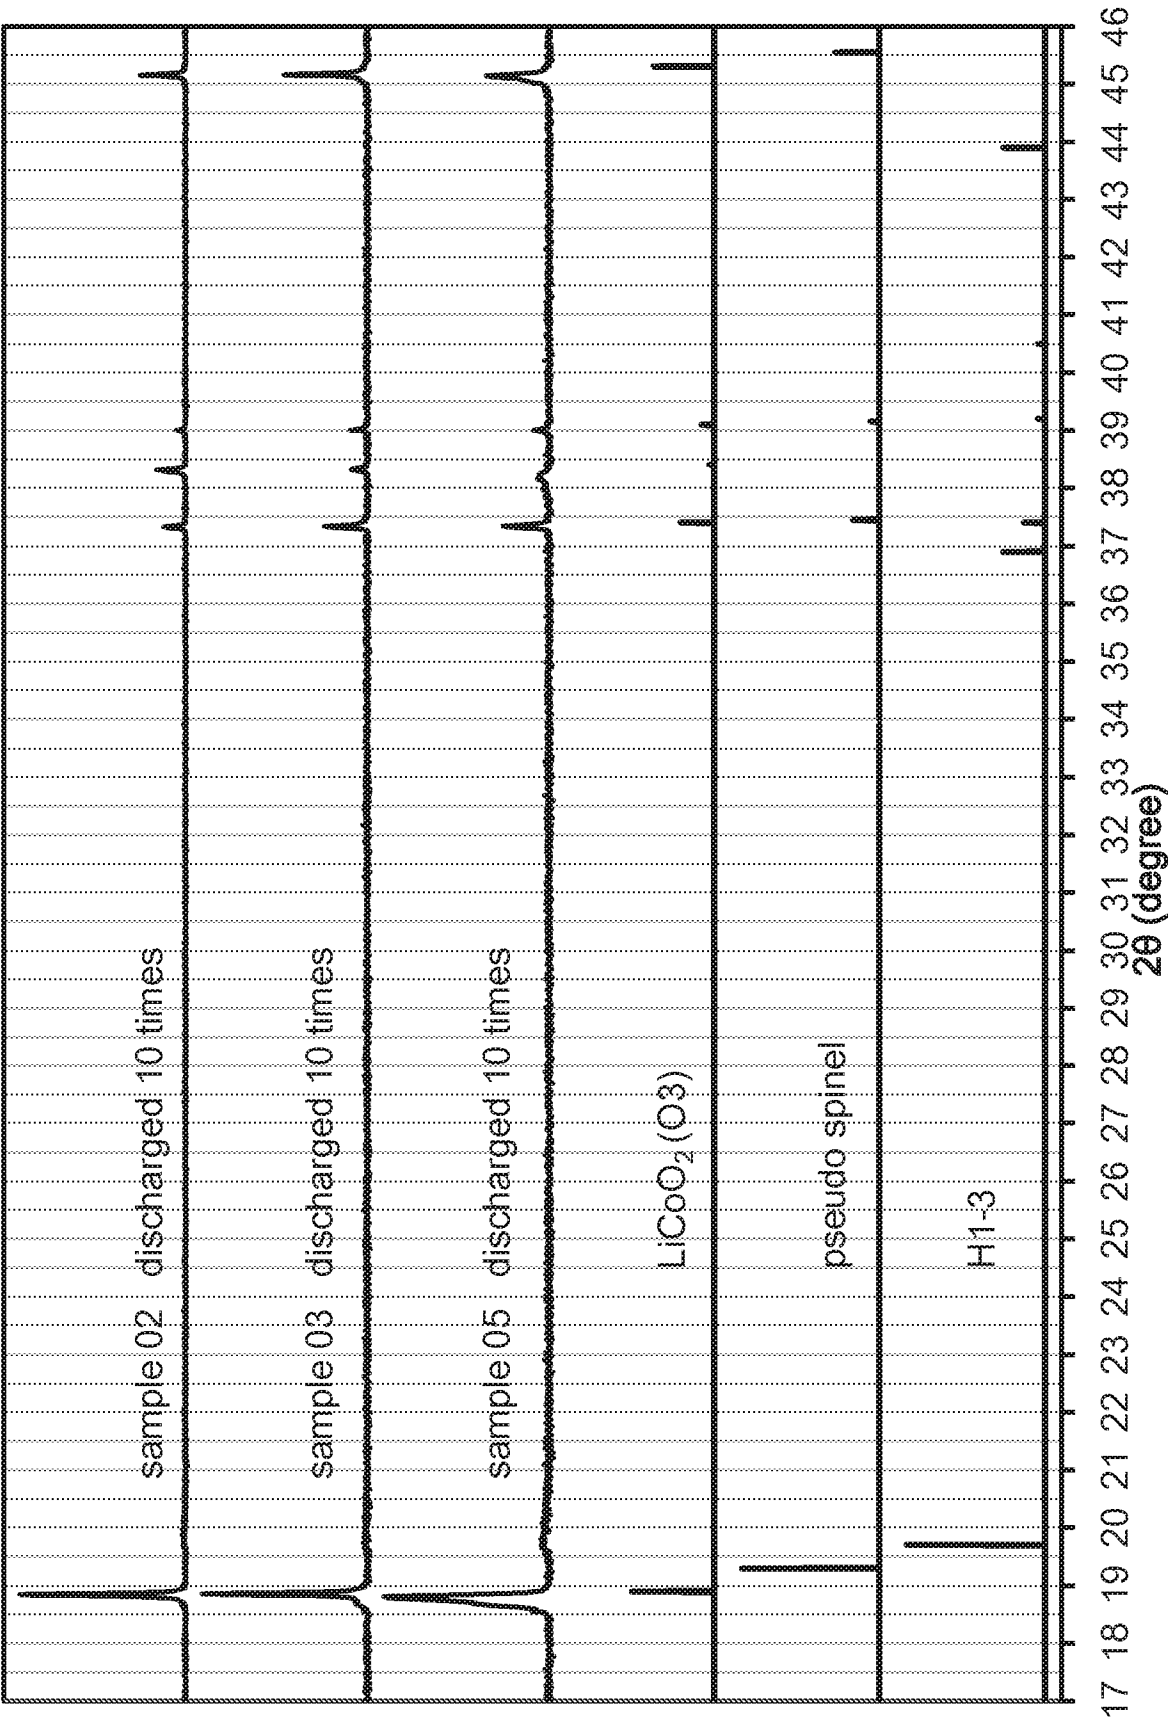 sample 02 discharged 10 times
sample 03 discharged 10 times
sample 05 discharged 10 times
LiCoO₂(O3)
pseudo spinel
H1-3
17 18 19 20 21 22 23 24 25 26 27 28 29 30 31 32 33 34 35 36 37 38 39 40 41 42 43 44 45 46
2θ (degree)